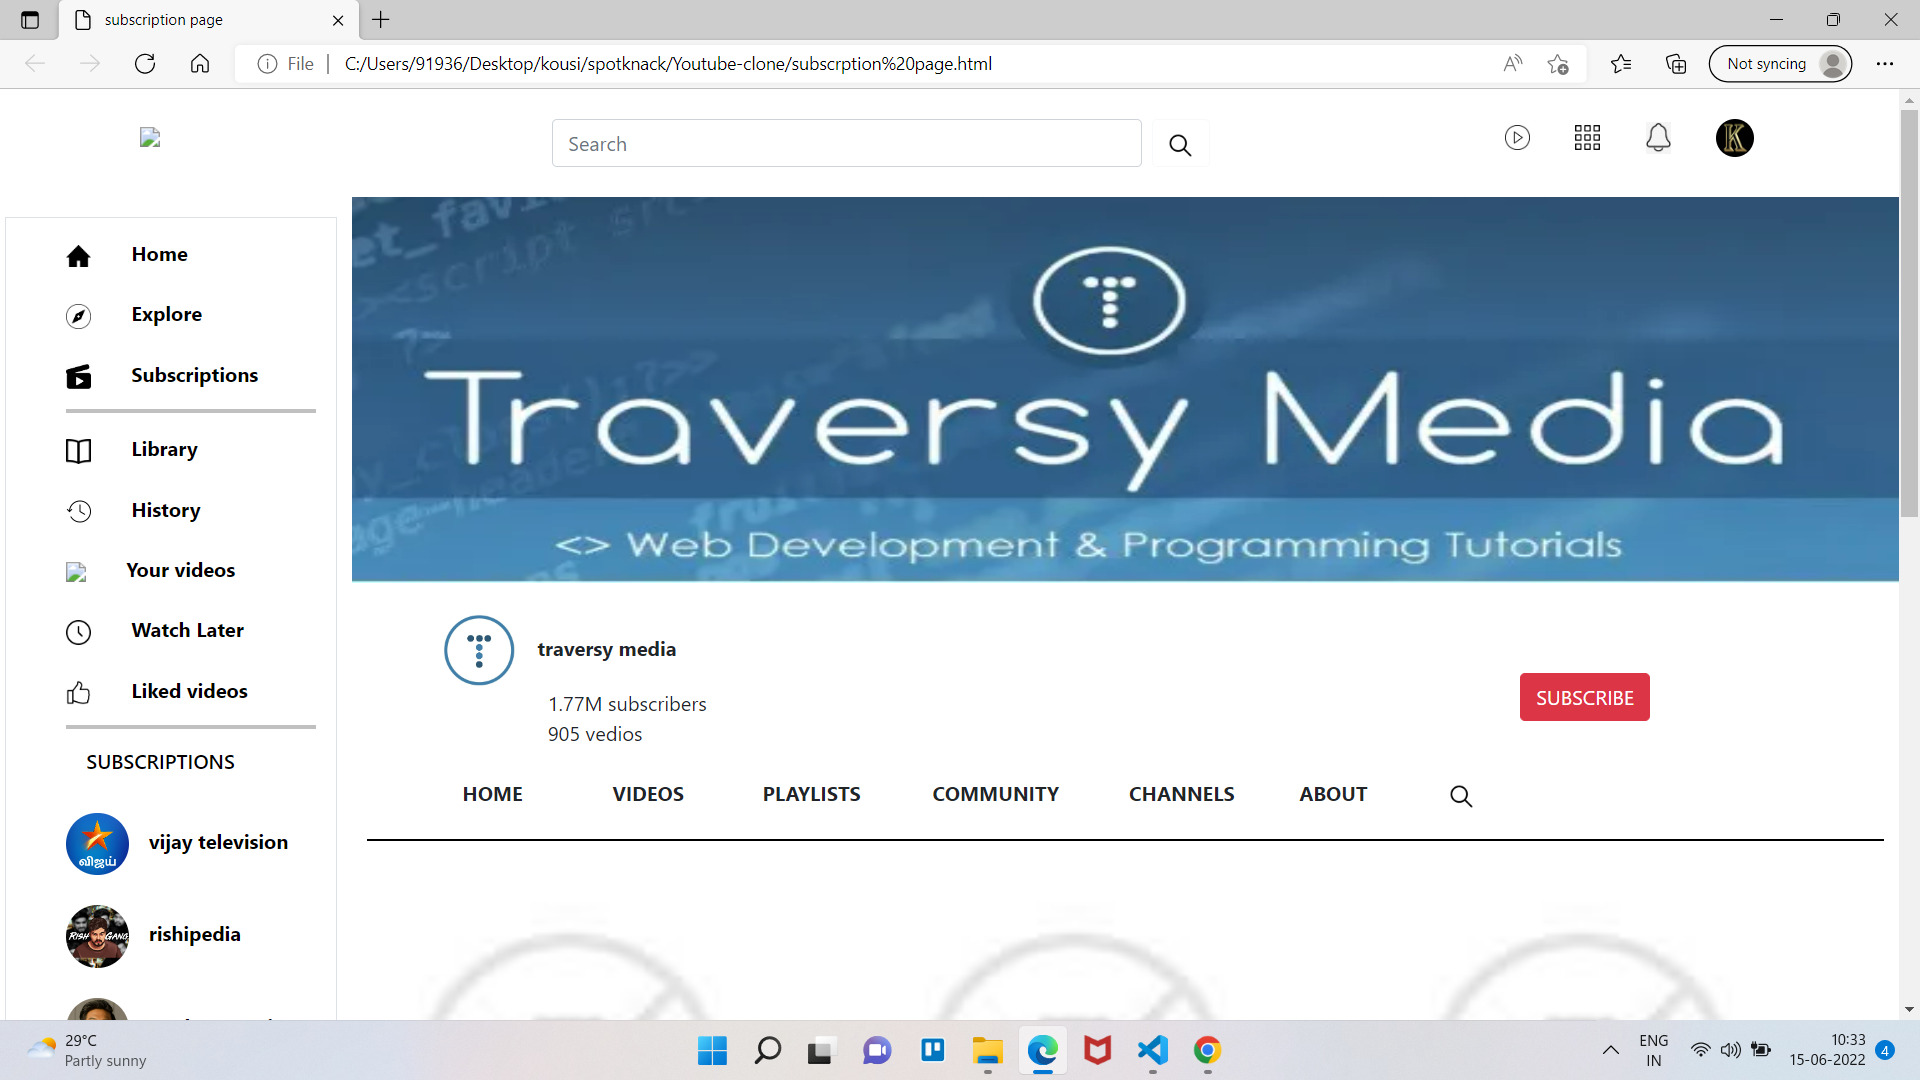 subscription page
File
C:/Users/91936/Desktop/kousi/spotknack/Youtube-clone/subscrption%20page.html
Not syncing
Search
K
Home
Explore
Subscriptions
Library
History
Your videos
Watch Later
Liked videos
SUBSCRIPTIONS
விஜய்
vijay television
RISHI GANG
rishipedia
T
Traversy Media
<> Web Development & Programming Tutorials
traversy media
1.77M subscribers
905 vedios
SUBSCRIBE
HOME VIDEOS PLAYLISTS COMMUNITY CHANNELS ABOUT
29°C
Partly sunny
ENG
IN
10:33
15-06-2022
4